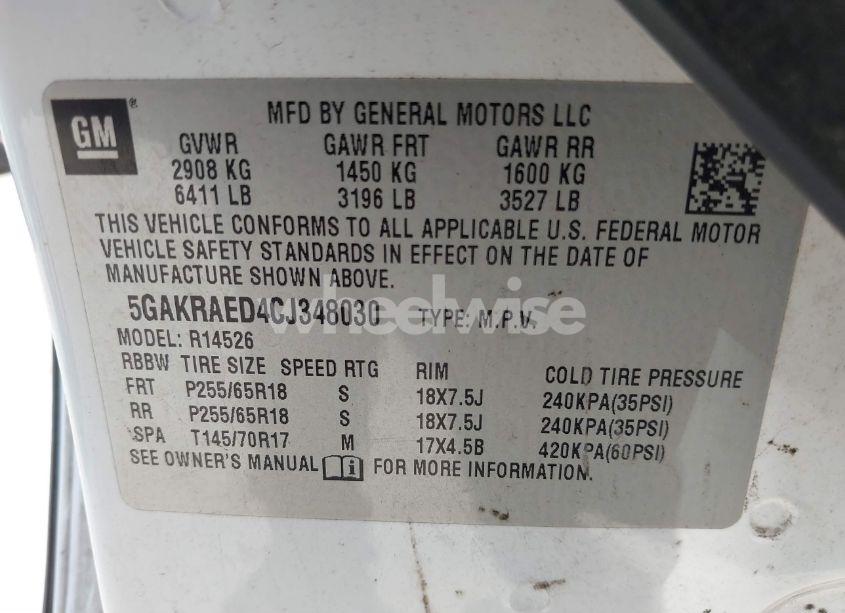 GM®
MFD BY GENERAL MOTORS LLC
GVWR GAWR FRT GAWR RR
2908 KG 1450 KG 1600 KG
6411 LB 3196 LB 3527 LB
THIS VEHICLE CONFORMS TO ALL APPLICABLE U.S. FEDERAL MOTOR
VEHICLE SAFETY STANDARDS IN EFFECT ON THE DATE OF
MANUFACTURE SHOWN ABOVE.
5GAKRAED4CJ348030 TYPE: M.P.V.
wheelwise
MODEL: R14526
RBBW TIRE SIZE SPEED RTG RIM COLD TIRE PRESSURE
FRT P255/65R18 S 18X7.5J 240KPA(35PSI)
RR P255/65R18 S 18X7.5J 240KPA(35PSI)
SPA T145/70R17 M 17X4.5B 420KPA(60PSI)
SEE OWNER'S MANUAL i FOR MORE INFORMATION.